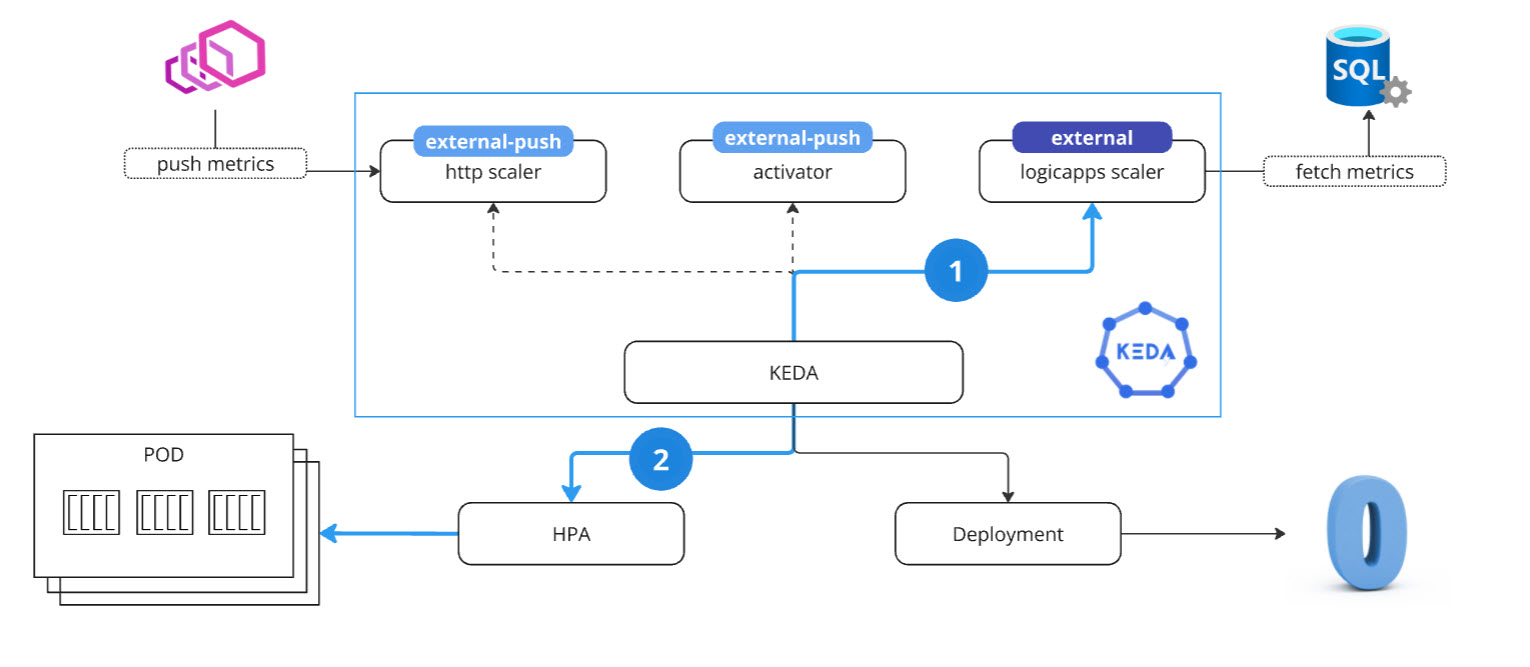 SQL
external-push
external-push
external
push metrics
http scaler
activator
logicapps scaler
fetch metrics
1
KEDA
KEDA
2
POD
HPA
Deployment
0